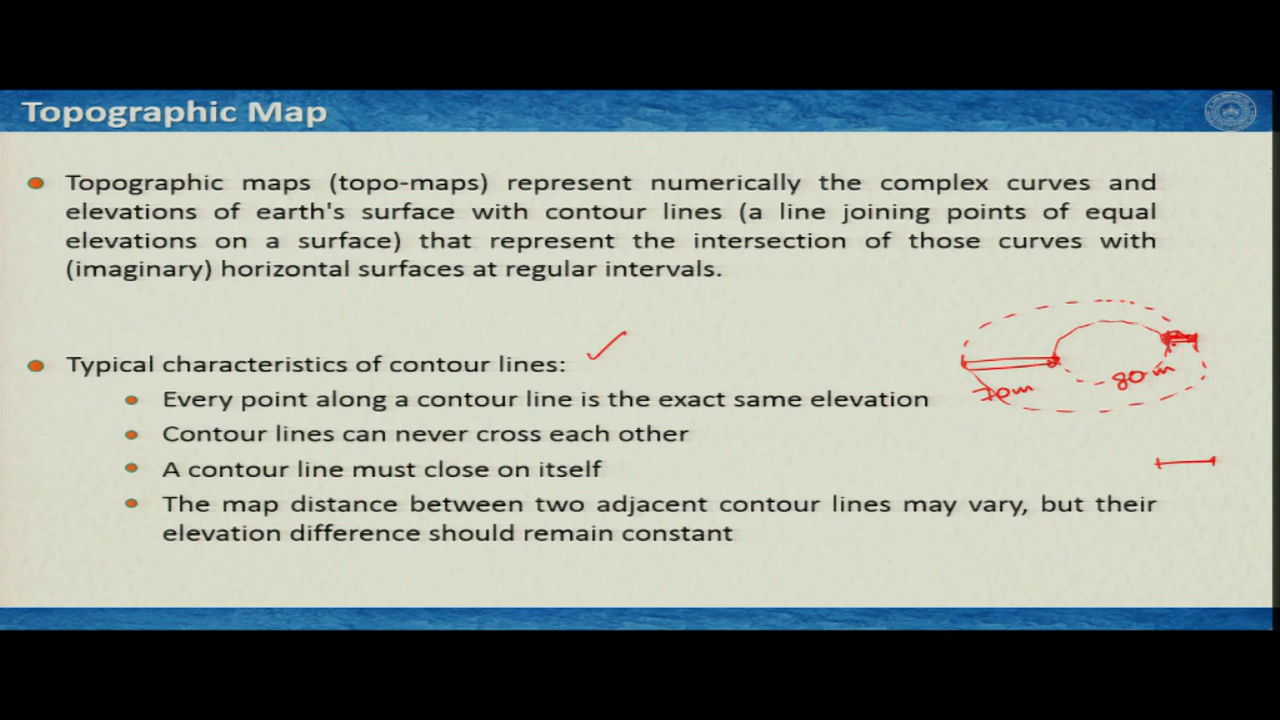 Topographic Map
Topographic maps (topo-maps) represent numerically the complex curves and
elevations of earth's surface with contour lines (a line joining points of equal
elevations on a surface) that represent the intersection of those curves with
(imaginary) horizontal surfaces at regular intervals.
Typical characteristics of contour lines:
80m
70m
Every point along a contour line is the exact same elevation
Contour lines can never cross each other
A contour line must close on itself
The map distance between two adjacent contour lines may vary, but their
elevation difference should remain constant